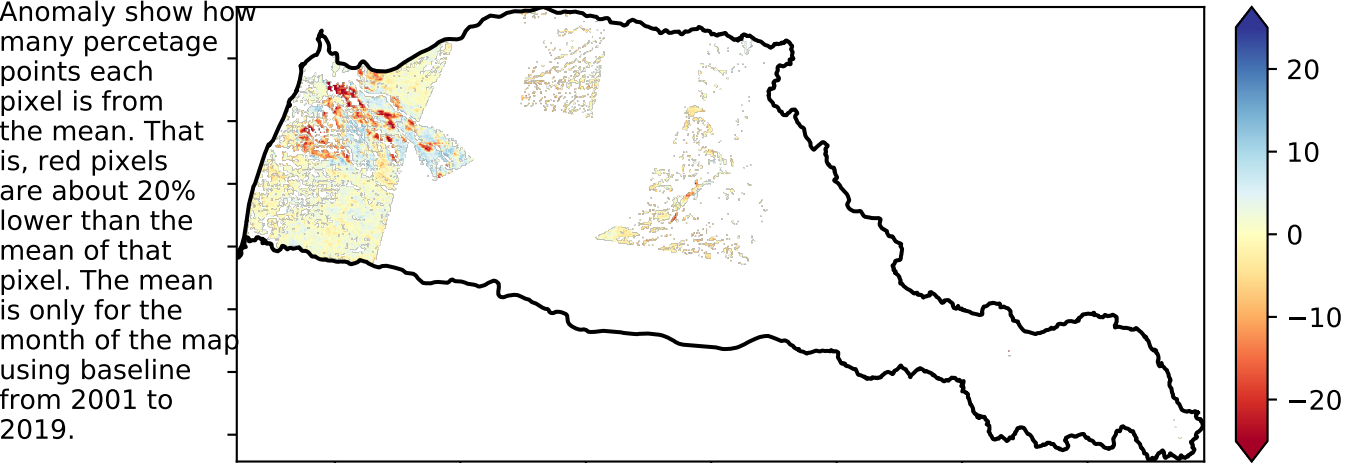 Anomaly show how
many percetage
points each
pixel is from
the mean. That
is, red pixels
are about 20%
lower than the
mean of that
pixel. The mean
is only for the
month of the map
using baseline
from 2001 to
2019.
20
10
0
−10
−20